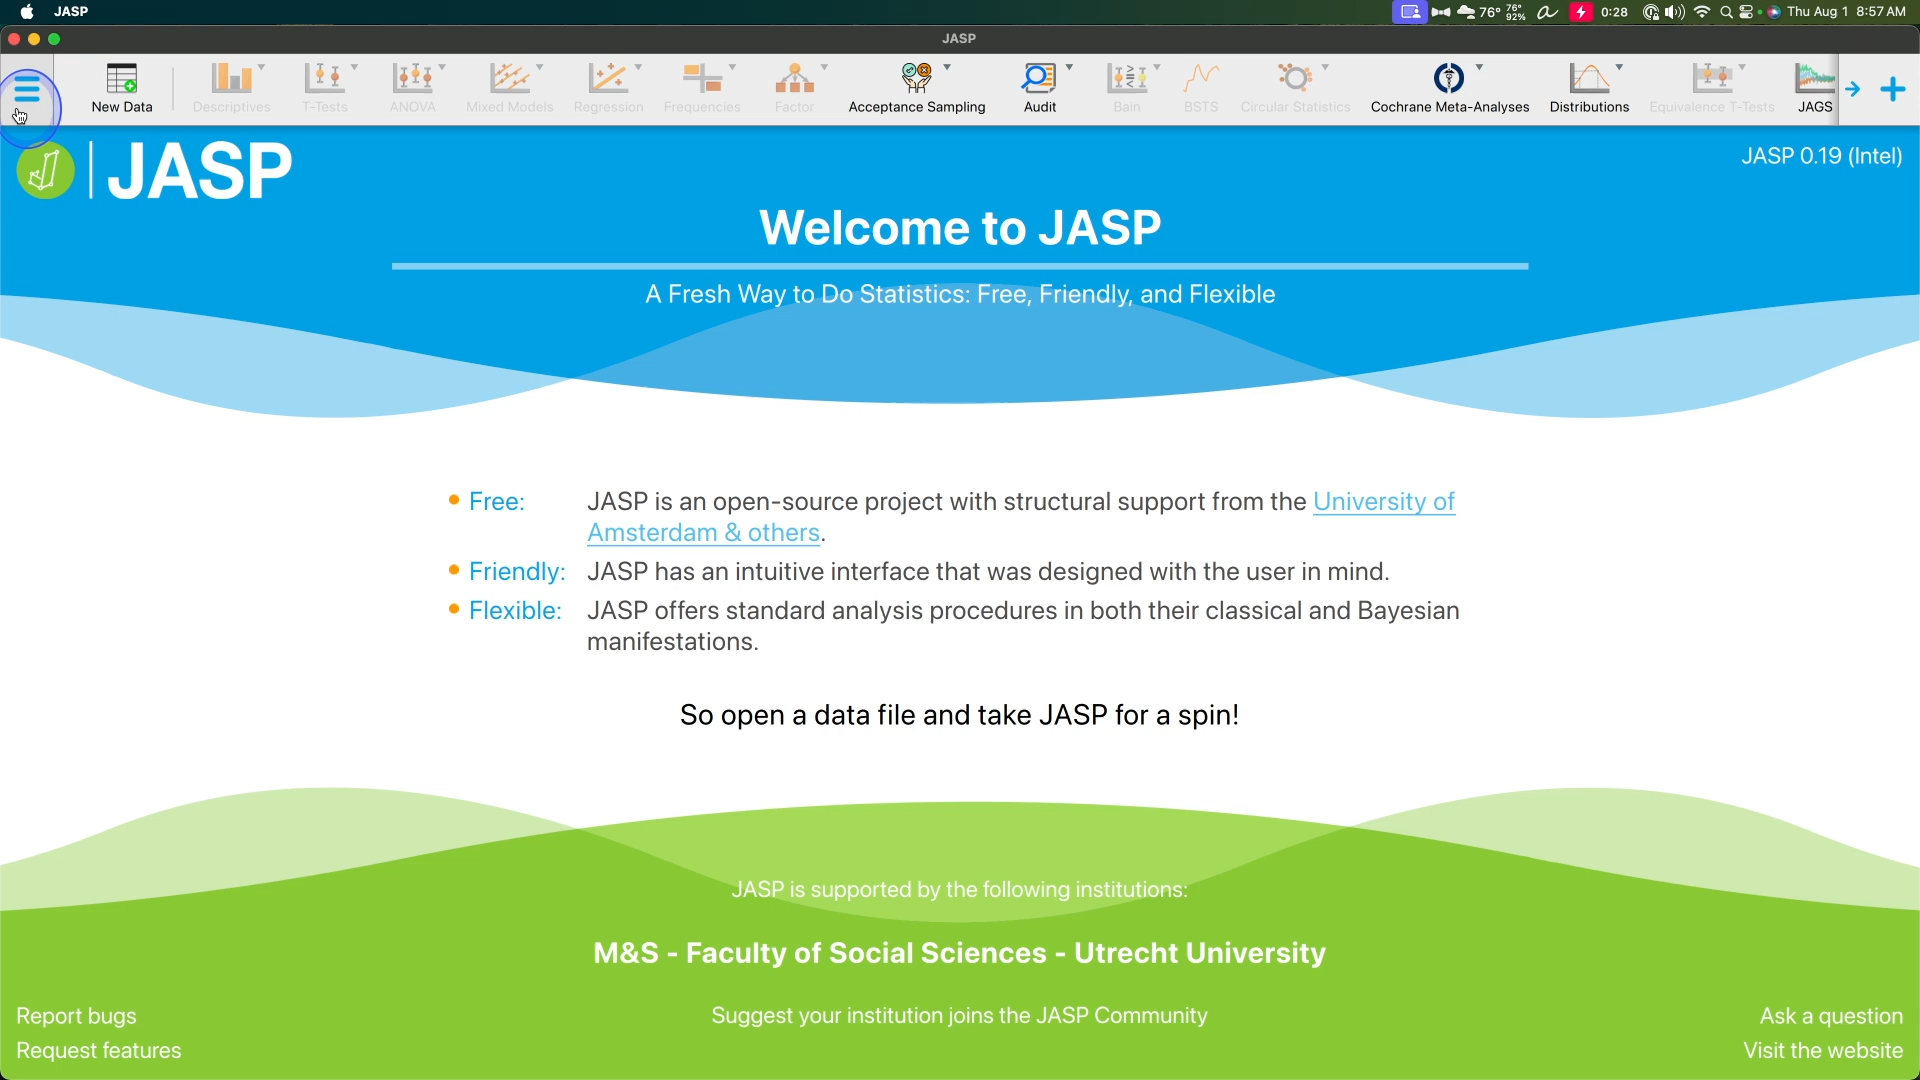 JASP
76° 76° 92% 0:28 Thu Aug 1 8:57 AM
JASP
New Data
Descriptives
T-Tests
ANOVA
Mixed Models
Regression
Frequencies
Factor
Acceptance Sampling
Audit
Bain
BSTS
Circular Statistics
Cochrane Meta-Analyses
Distributions
Equivalence T-Tests
JAGS
JASP
JASP 0.19 (Intel)
Welcome to JASP
A Fresh Way to Do Statistics: Free, Friendly, and Flexible
• Free: JASP is an open-source project with structural support from the University of
Amsterdam & others.
• Friendly: JASP has an intuitive interface that was designed with the user in mind.
• Flexible: JASP offers standard analysis procedures in both their classical and Bayesian
manifestations.
So open a data file and take JASP for a spin!
JASP is supported by the following institutions:
M&S - Faculty of Social Sciences - Utrecht University
Suggest your institution joins the JASP Community
Report bugs
Request features
Ask a question
Visit the website